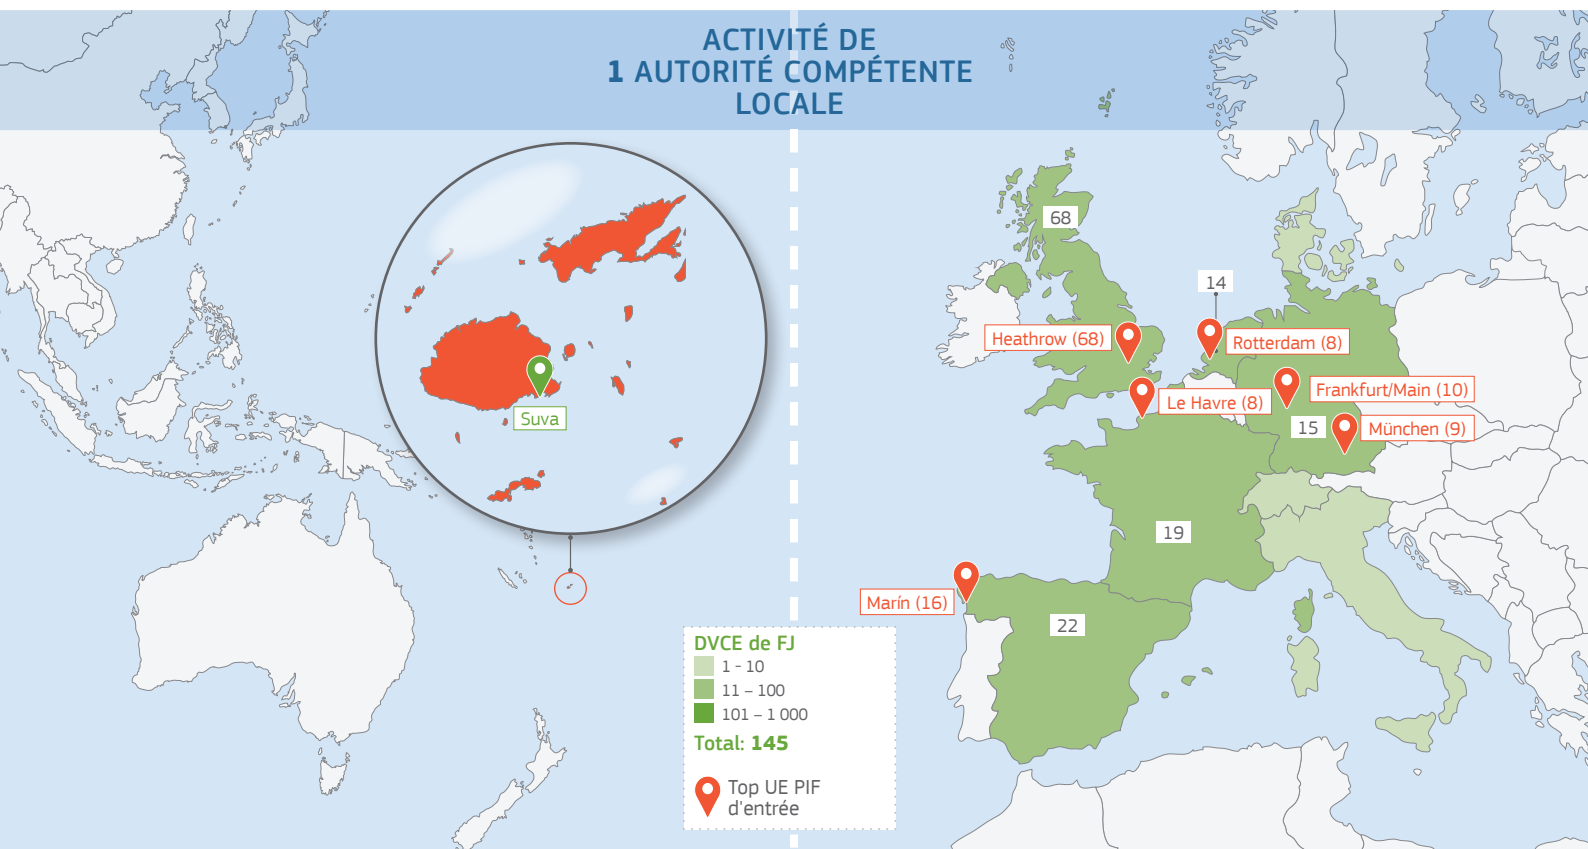 ACTIVITÉ DE
1 AUTORITÉ COMPÉTENTE
LOCALE
68
14
Heathrow (68)
Rotterdam (8)
Le Havre (8)
Frankfurt/Main (10)
15
München (9)
Suva
19
Marín (16)
22
DVCE de FJ
1 - 10
11 – 100
101 – 1 000
Total: 145
Top UE PIF
d'entrée